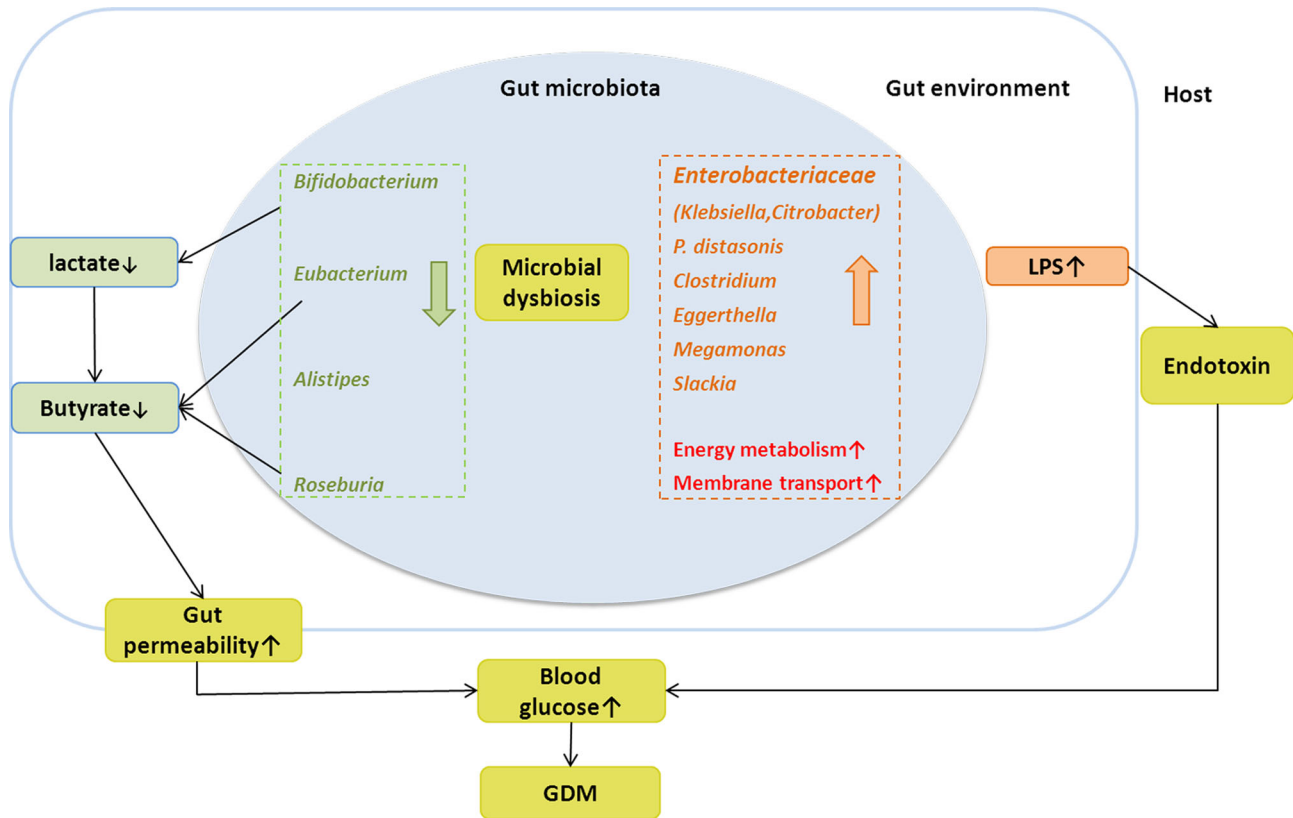 Gut microbiota
Gut environment
Host
Bifidobacterium
Eubacterium
Alistipes
Roseburia
Microbial
dysbiosis
Enterobacteriaceae
(Klebsiella,Citrobacter)
P. distasonis
Clostridium
Eggerthella
Megamonas
Slackia
Energy metabolism↑
Membrane transport↑
lactate↓
Butyrate↓
LPS↑
Endotoxin
Gut
permeability↑
Blood
glucose↑
GDM